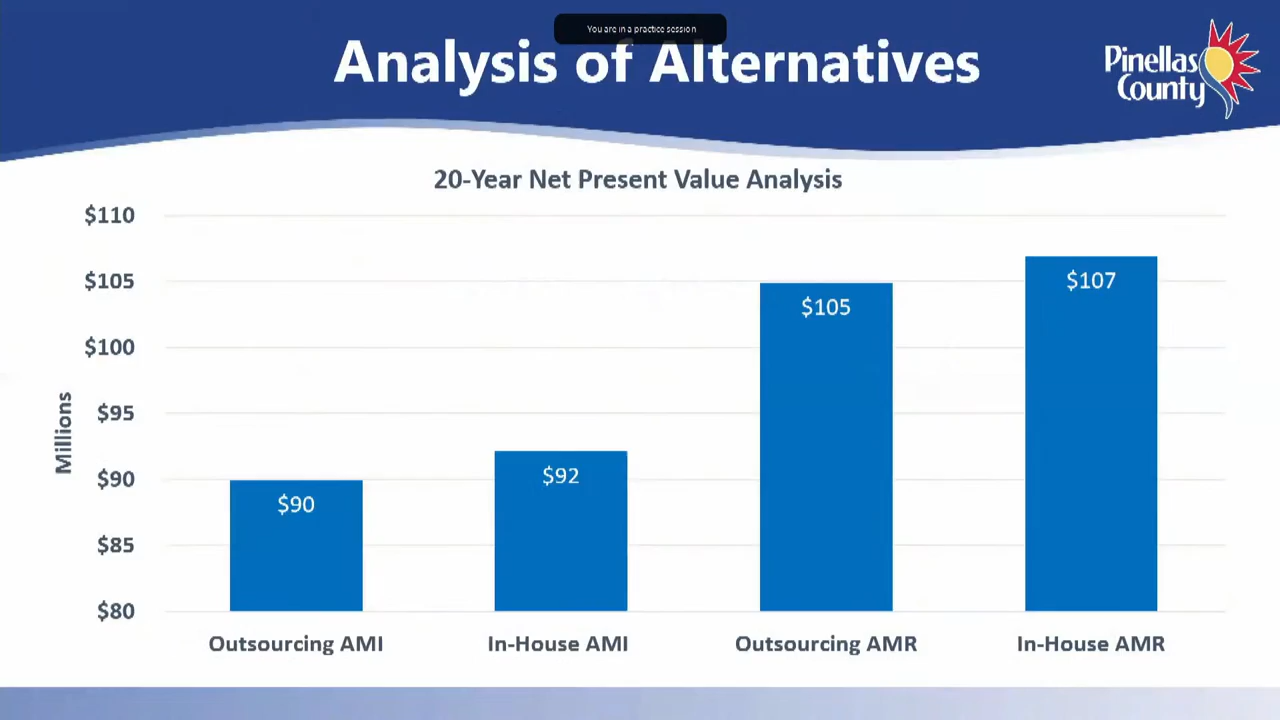 You are in a practice session
Analysis of Alternatives
Pinellas
County
20-Year Net Present Value Analysis
$110
$105
$100
$95
$90
$85
$80
Millions
$90
$92
$105
$107
Outsourcing AMI
In-House AMI
Outsourcing AMR
In-House AMR